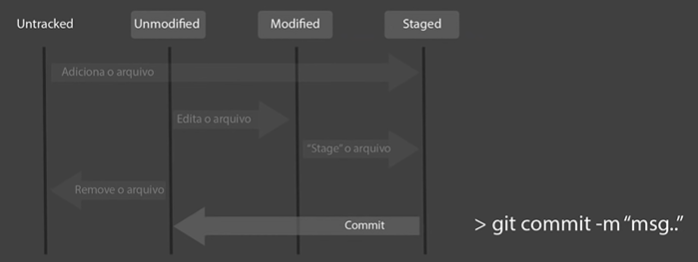 Untracked
Unmodified
Modified
Staged
Adiciona o arquivo
Edita o arquivo
"Stage" o arquivo
Remove o arquivo
Commit
> git commit -m "msg.."